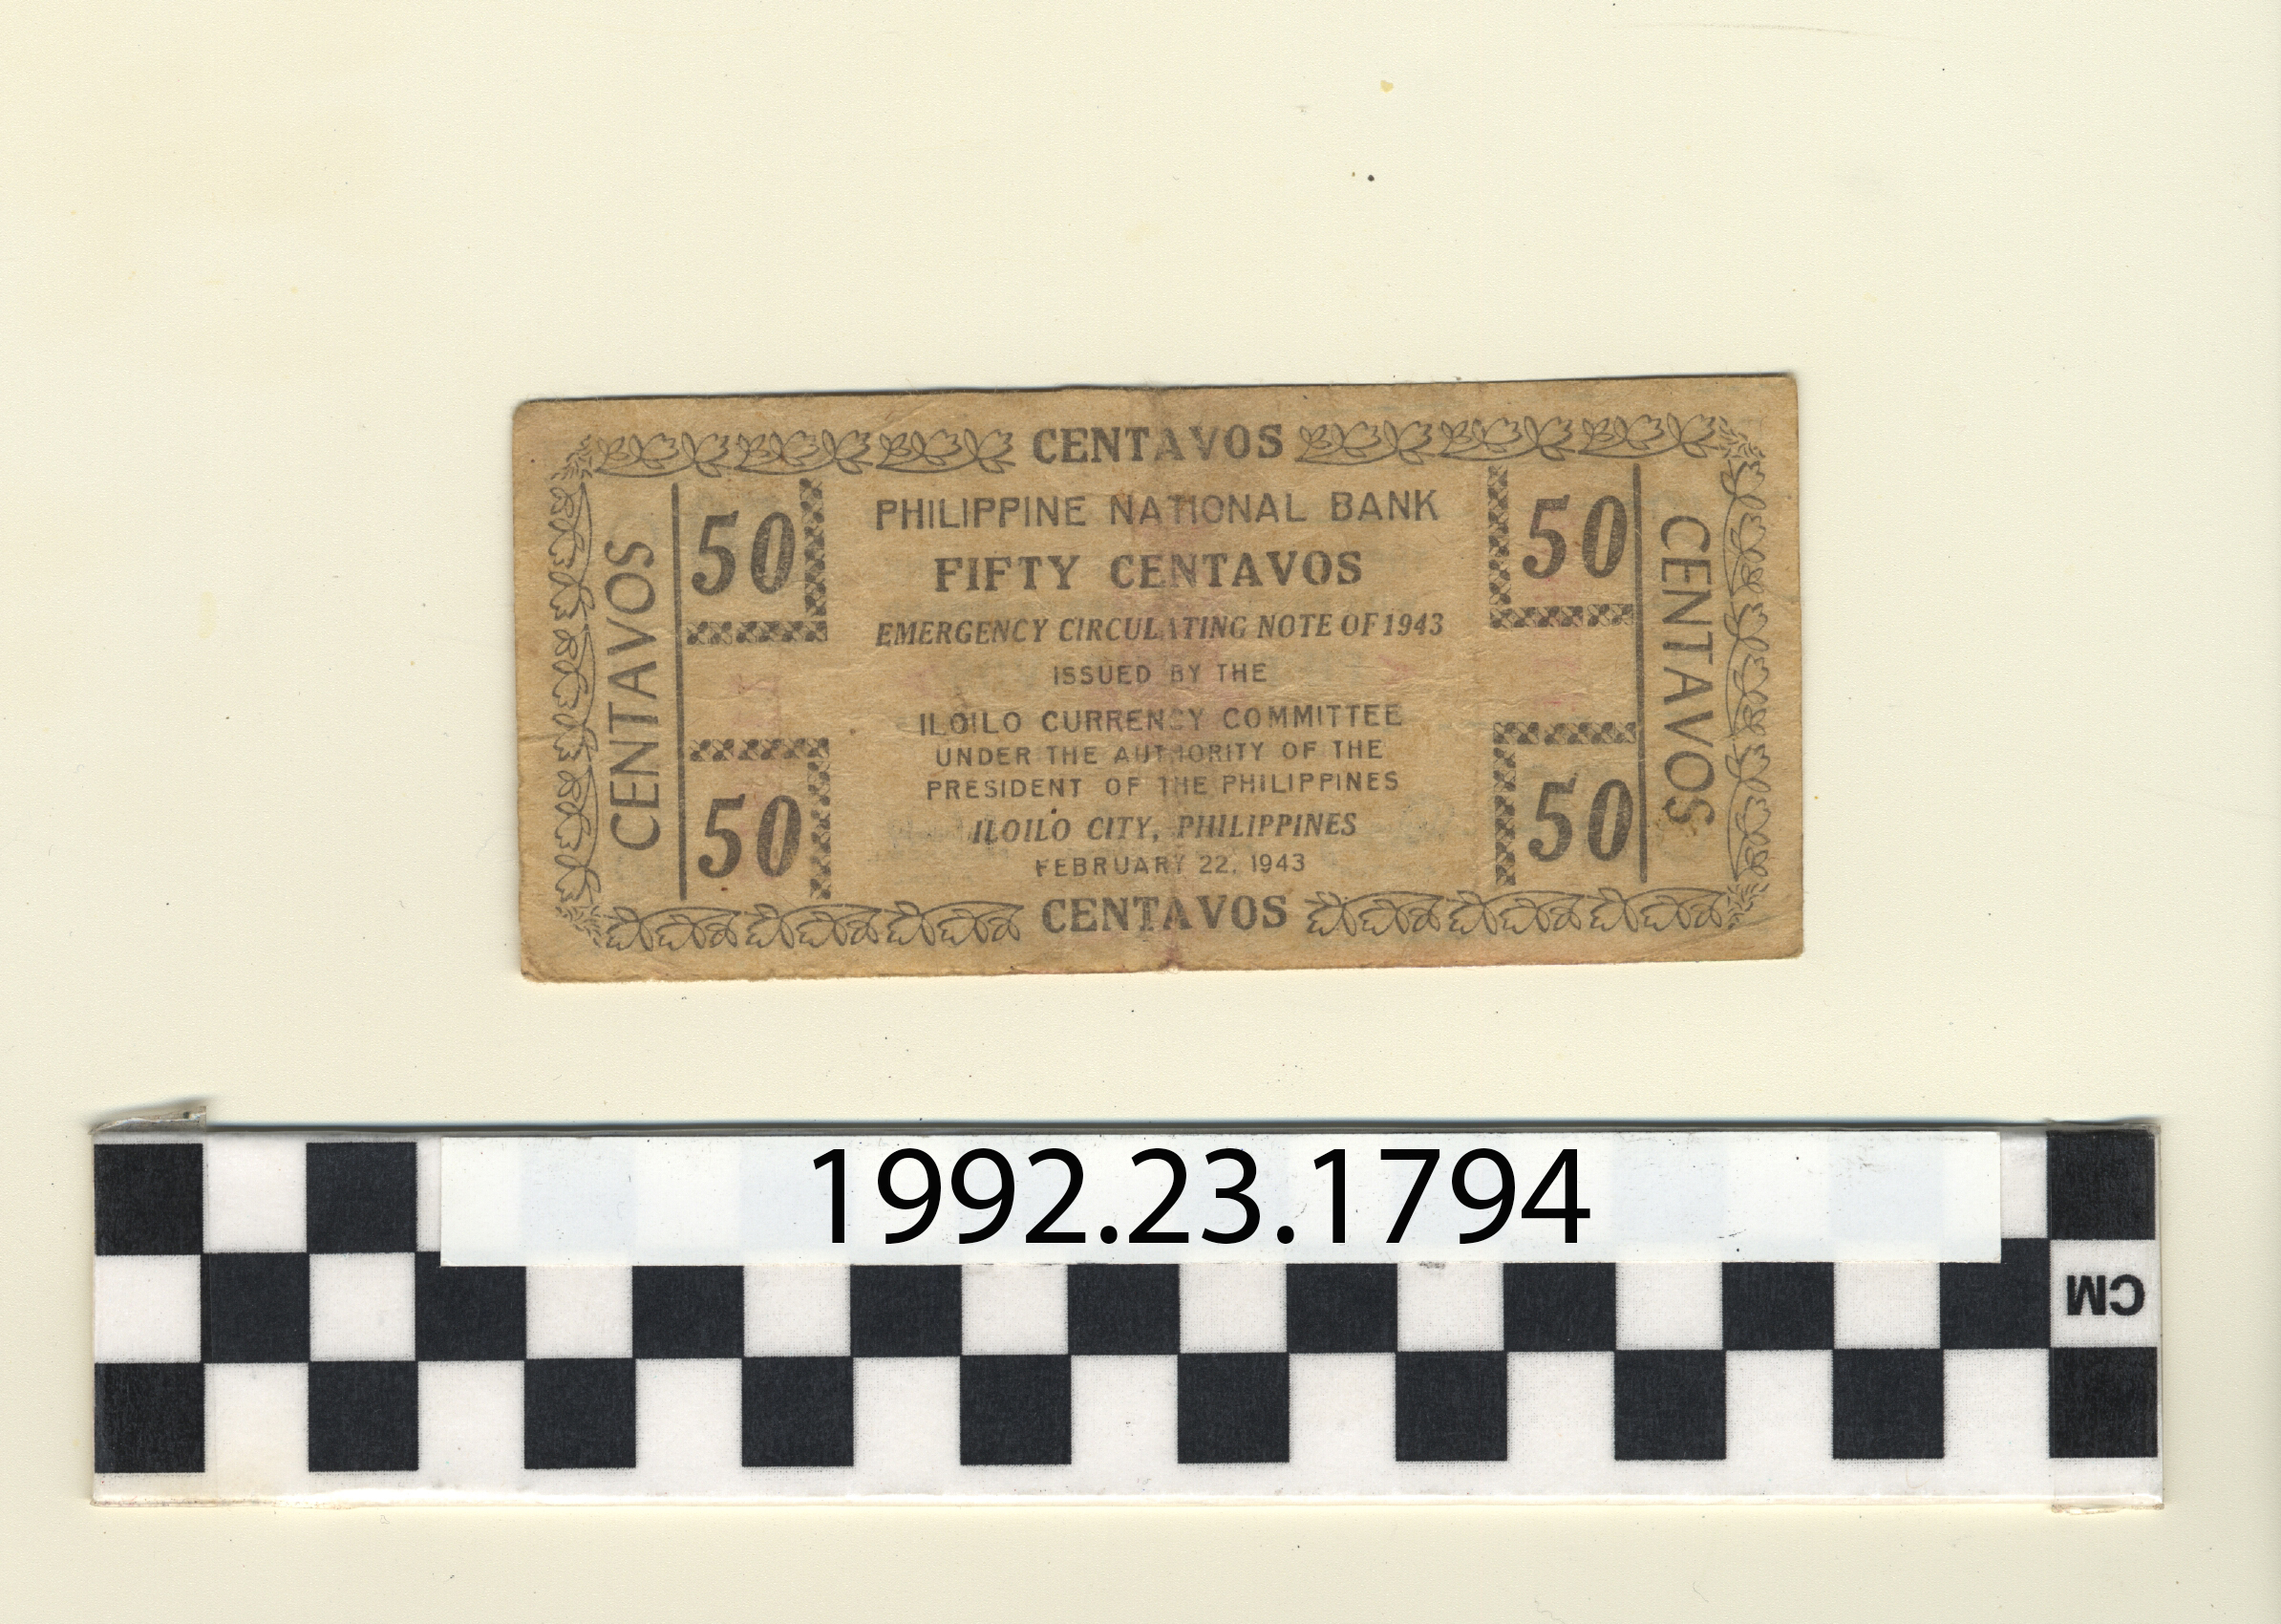 CENTAVOS
PHILIPPINE NATIONAL BANK
FIFTY CENTAVOS
EMERGENCY CIRCULATING NOTE OF 1943
ISSUED BY THE
ILOILO CURRENCY COMMITTEE
UNDER THE AUTHORITY OF THE
PRESIDENT OF THE PHILIPPINES
ILOILO CITY, PHILIPPINES
FEBRUARY 22, 1943
CENTAVOS
CENTAVOS
50
50
50
50
CENTAVOS
1992.23.1794
CM